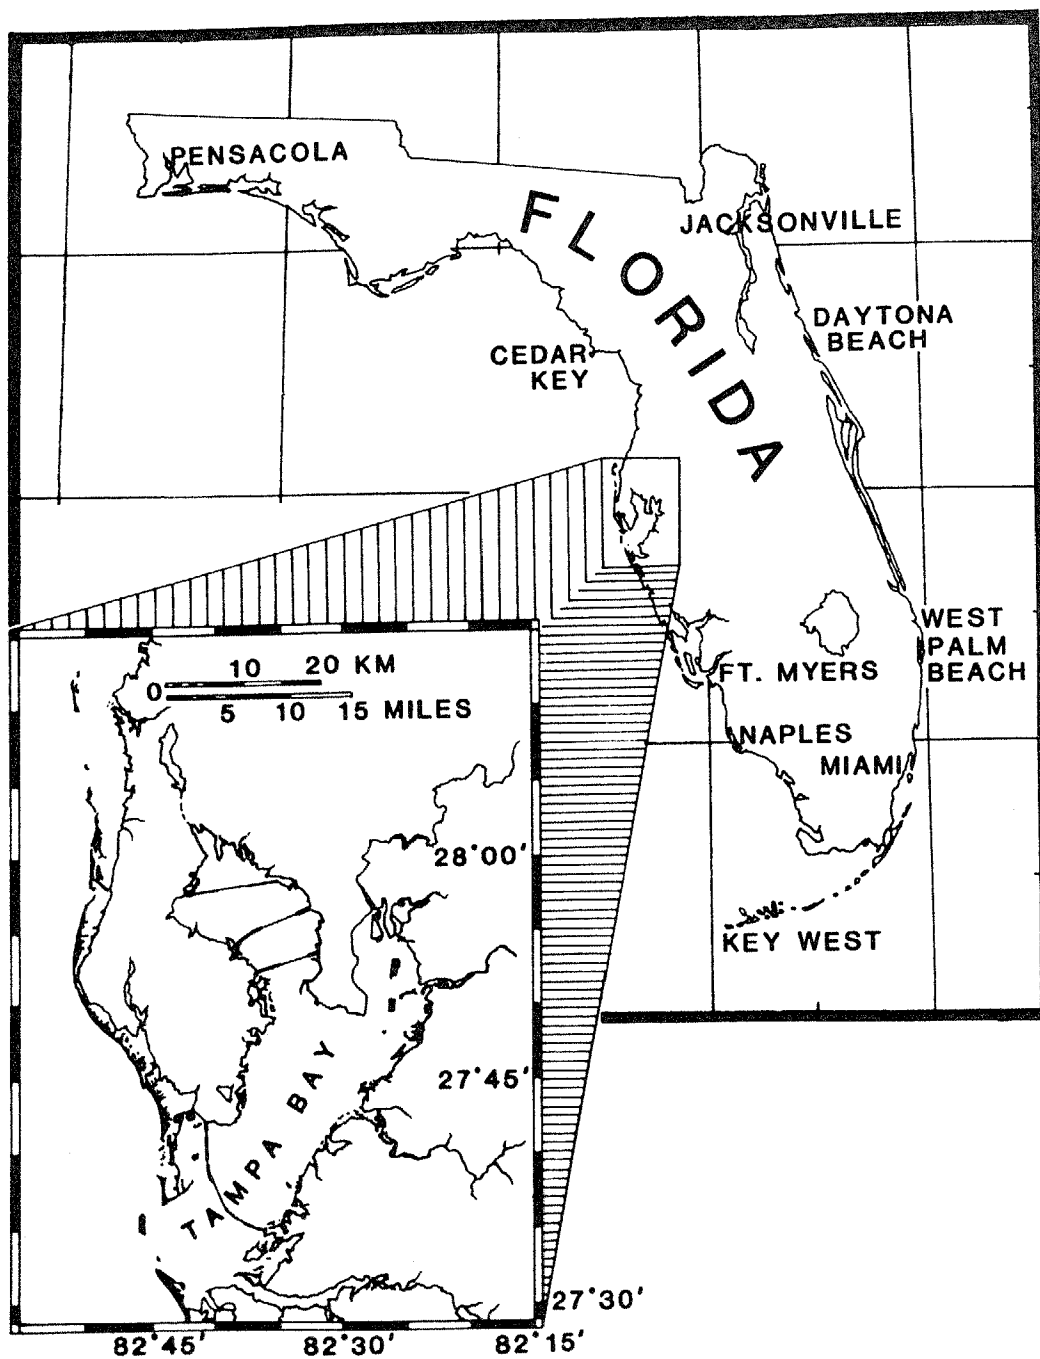 PENSACOLA
FLORIDA
JACKSONVILLE
DAYTONA
BEACH
CEDAR
KEY
WEST
PALM
BEACH
FT. MYERS
NAPLES
MIAMI
KEY WEST
10 20 KM
0
5 10 15 MILES
28°00'
27°45'
TAMPA BAY
27°30'
82°45' 82°30' 82°15'